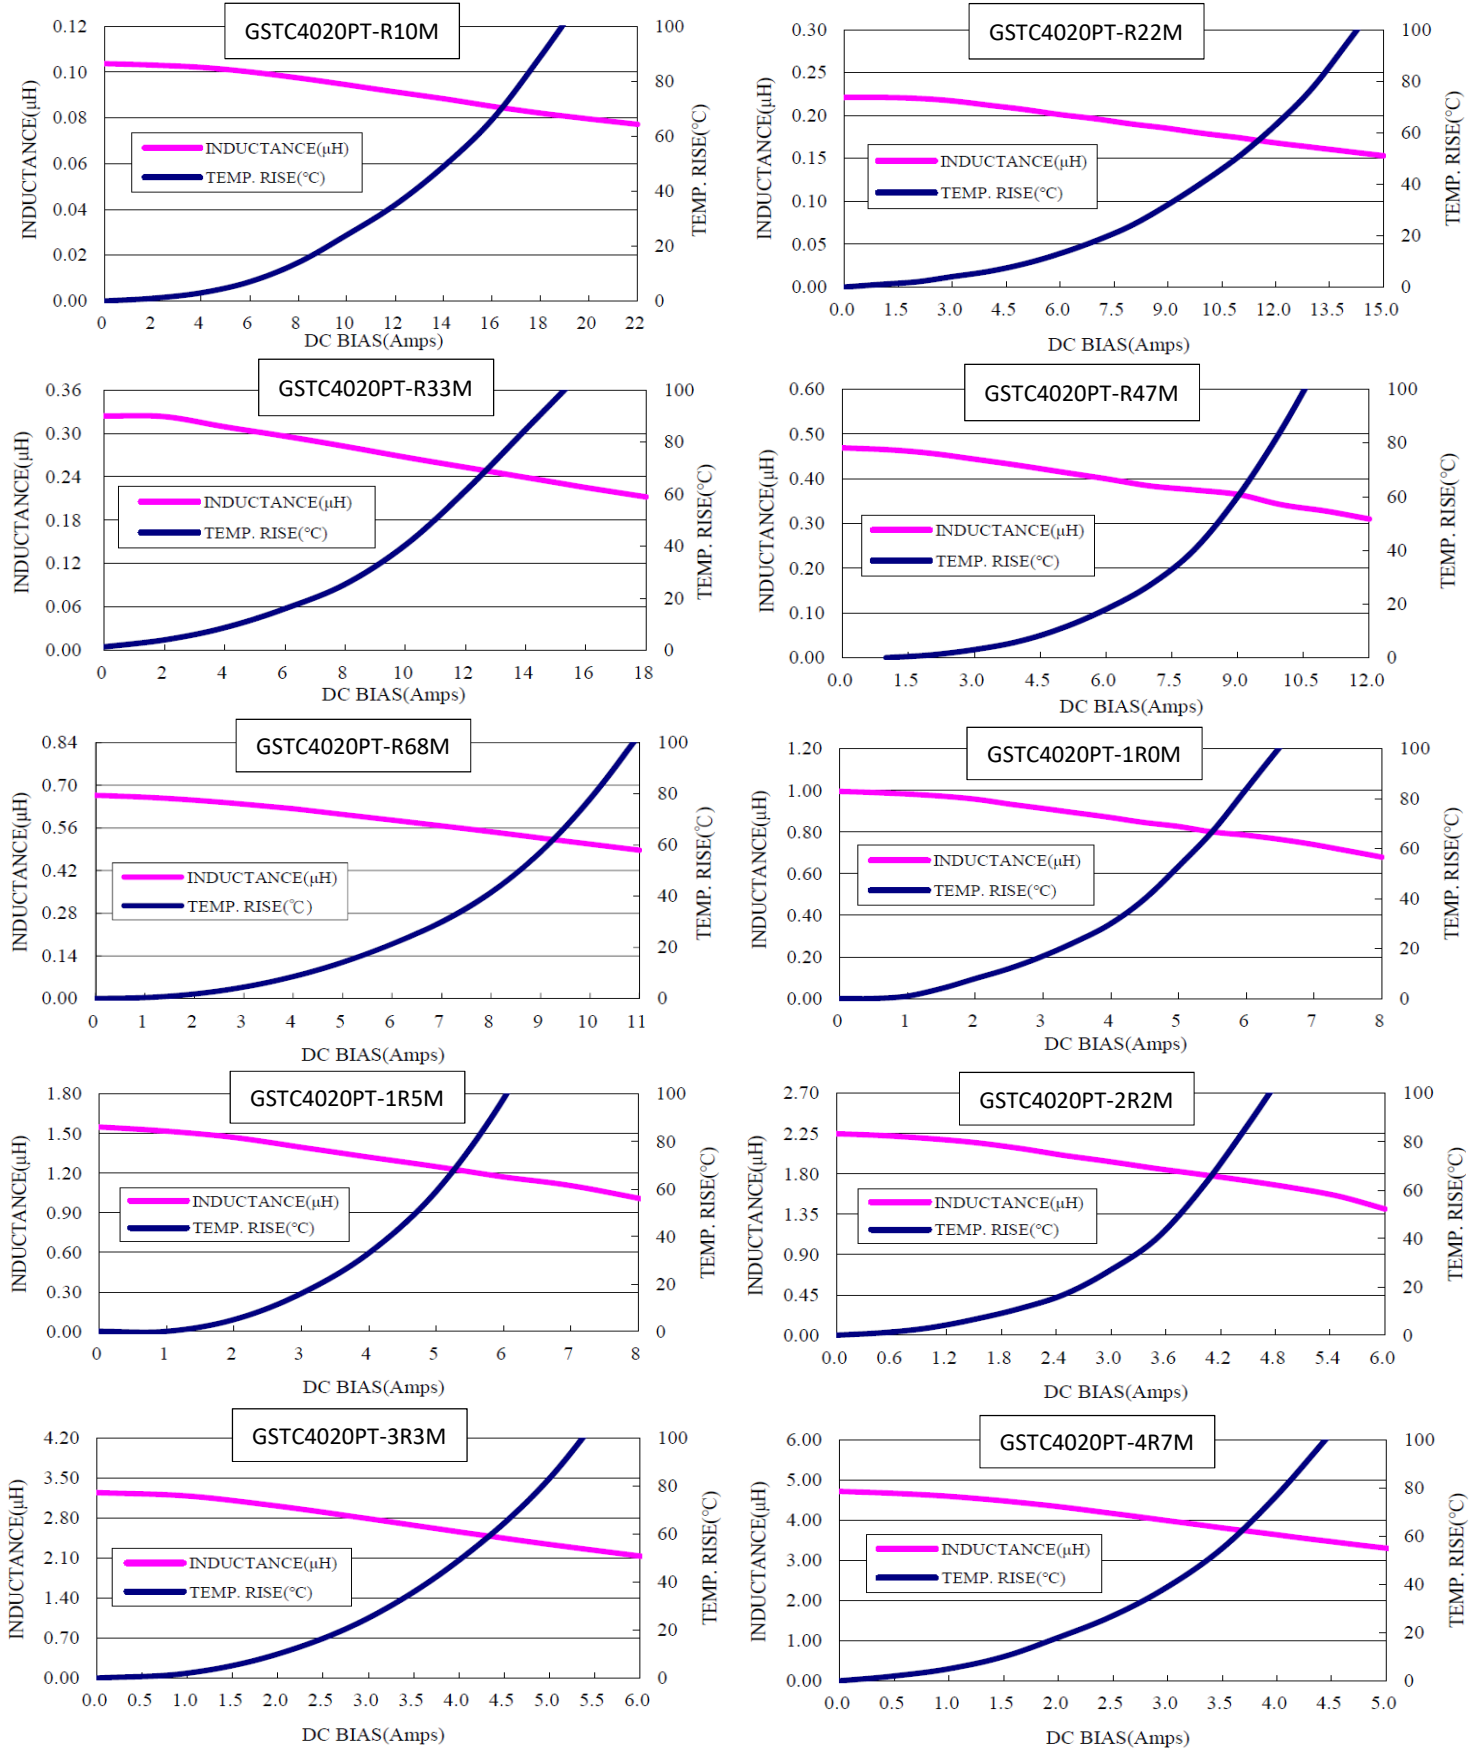 GSTC4020PT-R10M
INDUCTANCE(μH)
0.12
0.10
0.08
0.06
0.04
0.02
0.00
INDUCTANCE(μH)
TEMP. RISE(℃)
100
80
60
40
20
0
TEMP. RISE(℃)
0 2 4 6 8 10 12 14 16 18 20 22
DC BIAS(Amps)
GSTC4020PT-R22M
INDUCTANCE(μH)
0.30
0.25
0.20
0.15
0.10
0.05
0.00
INDUCTANCE(μH)
TEMP. RISE(℃)
100
80
60
40
20
0
TEMP. RISE(℃)
0.0 1.5 3.0 4.5 6.0 7.5 9.0 10.5 12.0 13.5 15.0
DC BIAS(Amps)
GSTC4020PT-R33M
INDUCTANCE(μH)
0.36
0.30
0.24
0.18
0.12
0.06
0.00
INDUCTANCE(μH)
TEMP. RISE(℃)
100
80
60
40
20
0
TEMP. RISE(℃)
0 2 4 6 8 10 12 14 16 18
DC BIAS(Amps)
GSTC4020PT-R47M
INDUCTANCE(μH)
0.60
0.50
0.40
0.30
0.20
0.10
0.00
INDUCTANCE(μH)
TEMP. RISE(℃)
100
80
60
40
20
0
TEMP. RISE(℃)
0.0 1.5 3.0 4.5 6.0 7.5 9.0 10.5 12.0
DC BIAS(Amps)
GSTC4020PT-R68M
INDUCTANCE(μH)
0.84
0.70
0.56
0.42
0.28
0.14
0.00
INDUCTANCE(μH)
TEMP. RISE(℃)
100
80
60
40
20
0
TEMP. RISE(℃)
0 1 2 3 4 5 6 7 8 9 10 11
DC BIAS(Amps)
GSTC4020PT-1R0M
INDUCTANCE(μH)
1.20
1.00
0.80
0.60
0.40
0.20
0.00
INDUCTANCE(μH)
TEMP. RISE(℃)
100
80
60
40
20
0
TEMP. RISE(℃)
0 1 2 3 4 5 6 7 8
DC BIAS(Amps)
GSTC4020PT-1R5M
INDUCTANCE(μH)
1.80
1.50
1.20
0.90
0.60
0.30
0.00
INDUCTANCE(μH)
TEMP. RISE(℃)
100
80
60
40
20
0
TEMP. RISE(℃)
0 1 2 3 4 5 6 7 8
DC BIAS(Amps)
GSTC4020PT-2R2M
INDUCTANCE(μH)
2.70
2.25
1.80
1.35
0.90
0.45
0.00
INDUCTANCE(μH)
TEMP. RISE(℃)
100
80
60
40
20
0
TEMP. RISE(℃)
0.0 0.6 1.2 1.8 2.4 3.0 3.6 4.2 4.8 5.4 6.0
DC BIAS(Amps)
GSTC4020PT-3R3M
INDUCTANCE(μH)
4.20
3.50
2.80
2.10
1.40
0.70
0.00
INDUCTANCE(μH)
TEMP. RISE(℃)
100
80
60
40
20
0
TEMP. RISE(℃)
0.0 0.5 1.0 1.5 2.0 2.5 3.0 3.5 4.0 4.5 5.0 5.5 6.0
DC BIAS(Amps)
GSTC4020PT-4R7M
INDUCTANCE(μH)
6.00
5.00
4.00
3.00
2.00
1.00
0.00
INDUCTANCE(μH)
TEMP. RISE(℃)
100
80
60
40
20
0
TEMP. RISE(℃)
0.0 0.5 1.0 1.5 2.0 2.5 3.0 3.5 4.0 4.5 5.0
DC BIAS(Amps)